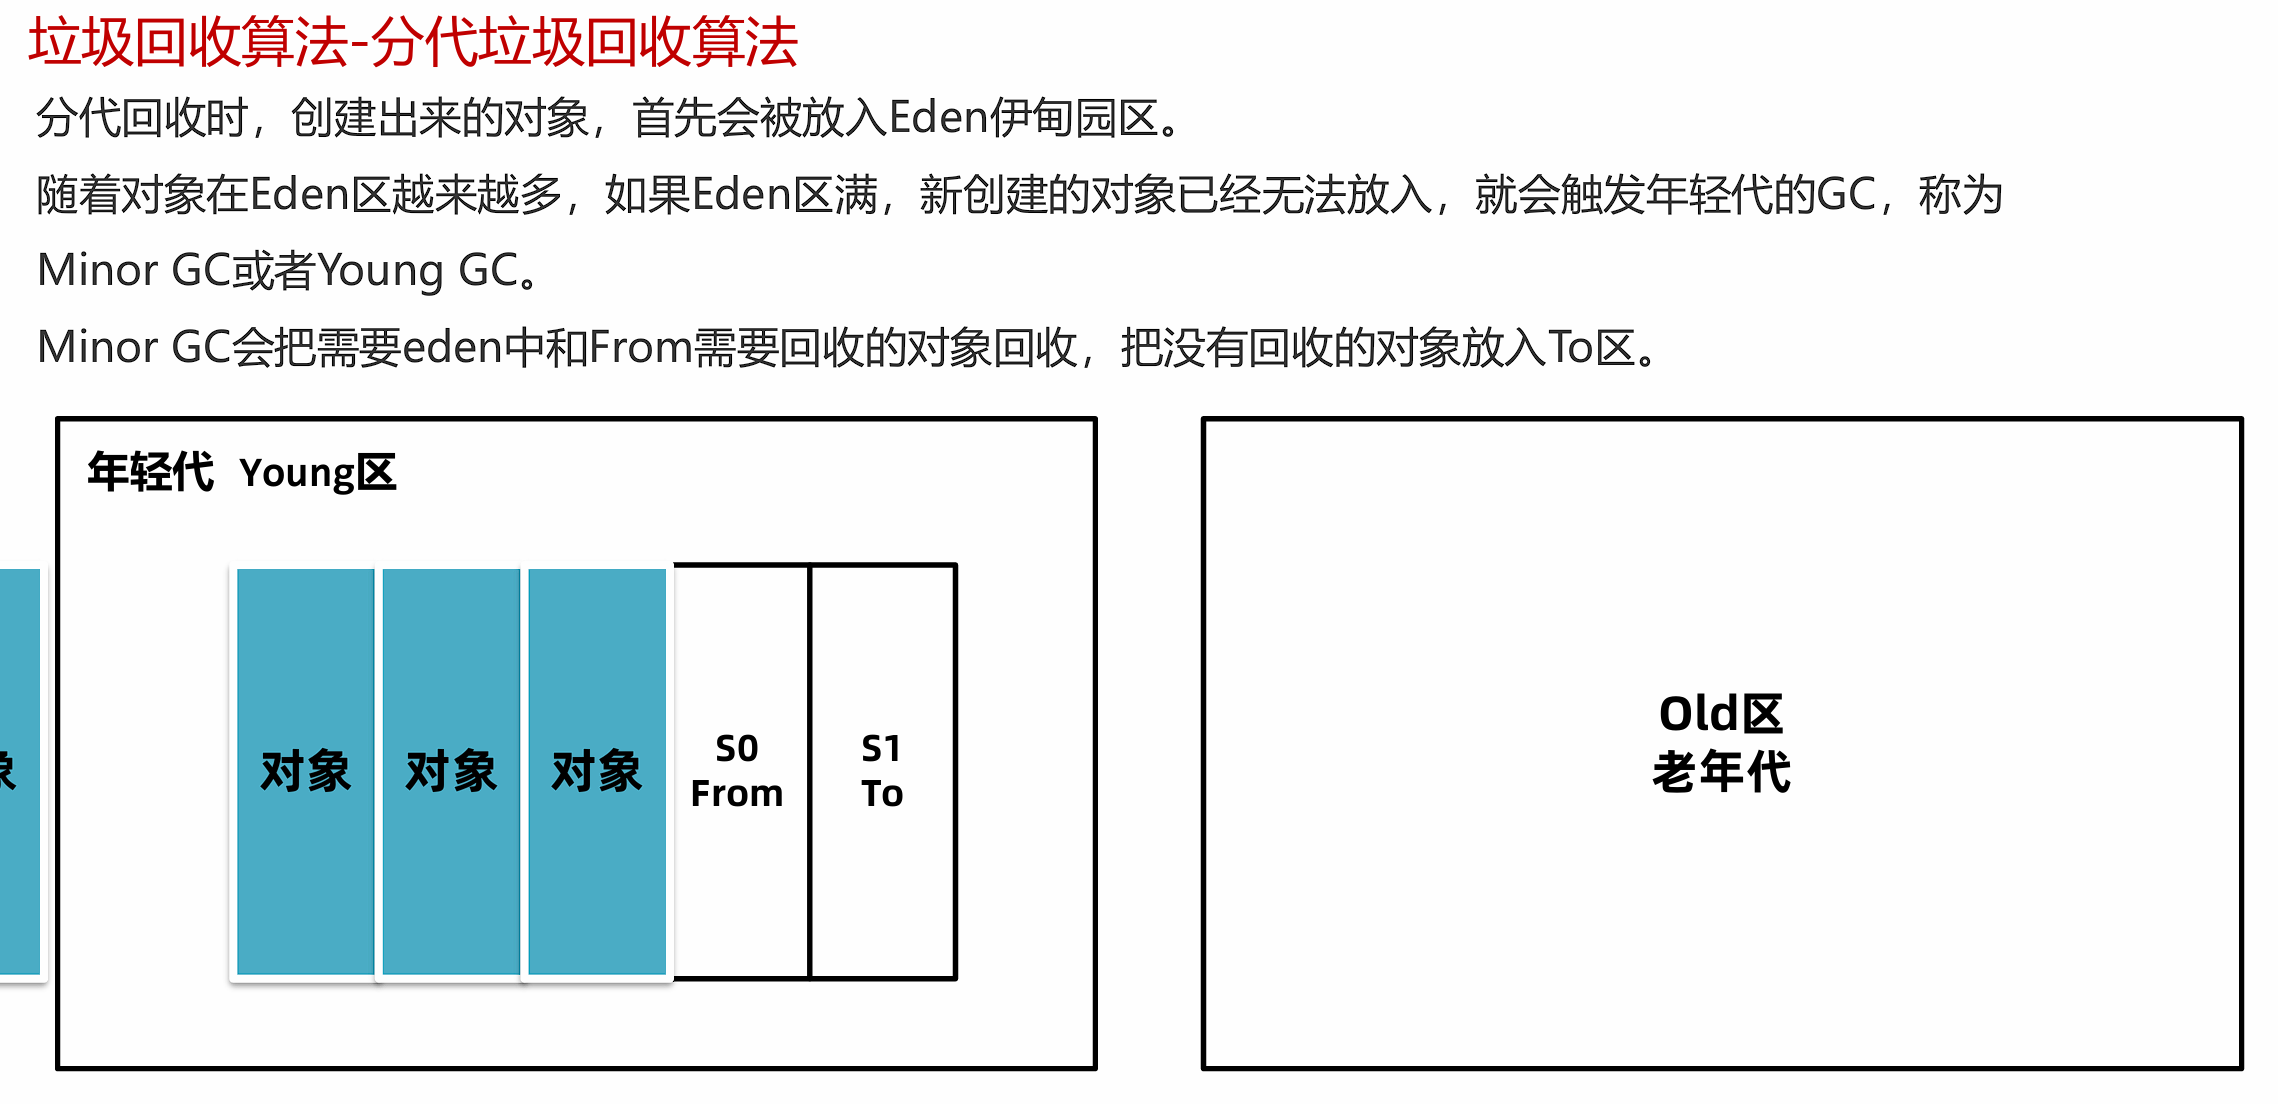 垃圾回收算法-分代垃圾回收算法
分代回收时，创建出来的对象，首先会被放入Eden伊甸园区。
随着对象在Eden区越来越多，如果Eden区满，新创建的对象已经无法放入，就会触发年轻代的GC，称为
Minor GC或者Young GC。
Minor GC会把需要eden中和From需要回收的对象回收，把没有回收的对象放入To区。
年轻代 Young区
象
对象
对象
对象
S0
From
S1
To
Old区
老年代